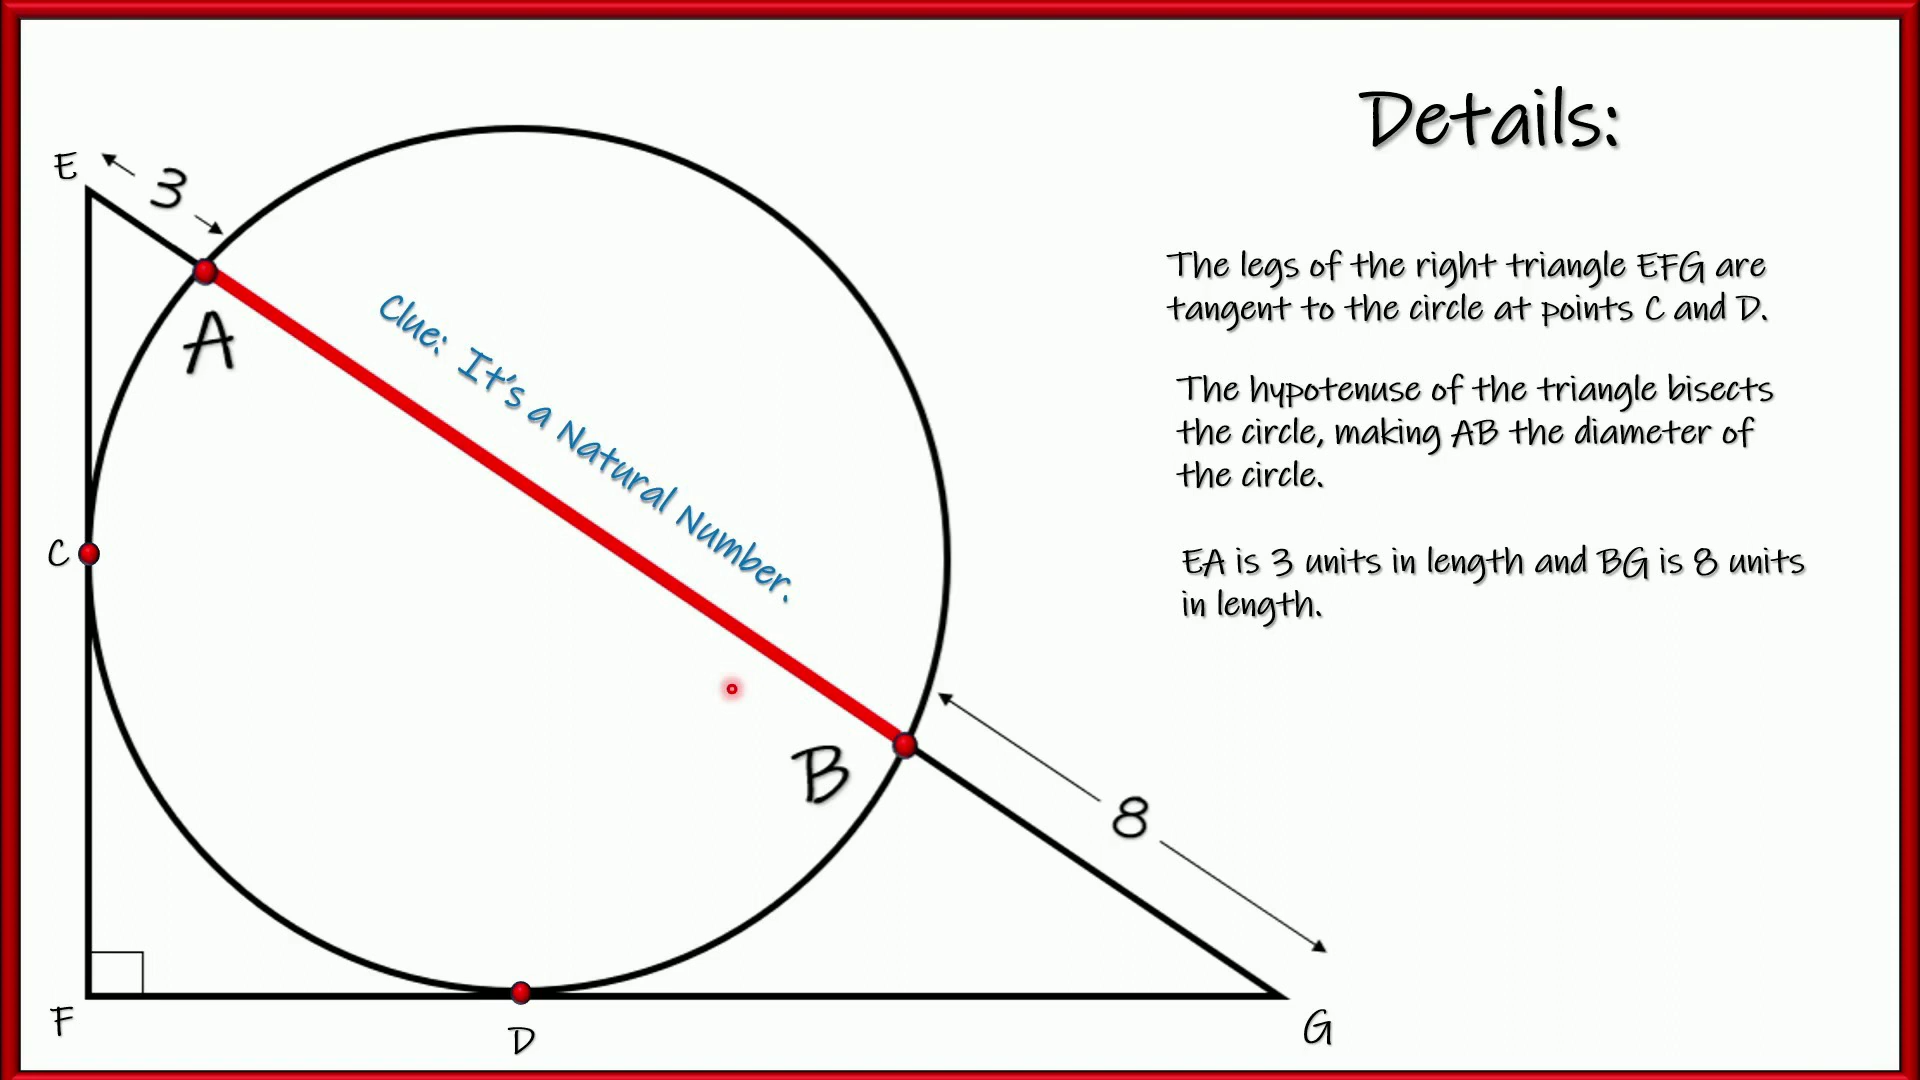 Details:
E
3
The legs of the right triangle EFG are
tangent to the circle at points C and D.
A
Clue: It's a Natural Number.
The hypotenuse of the triangle bisects
the circle, making AB the diameter of
the circle.
C
EA is 3 units in length and BG is 8 units
in length.
B
8
F
D
G